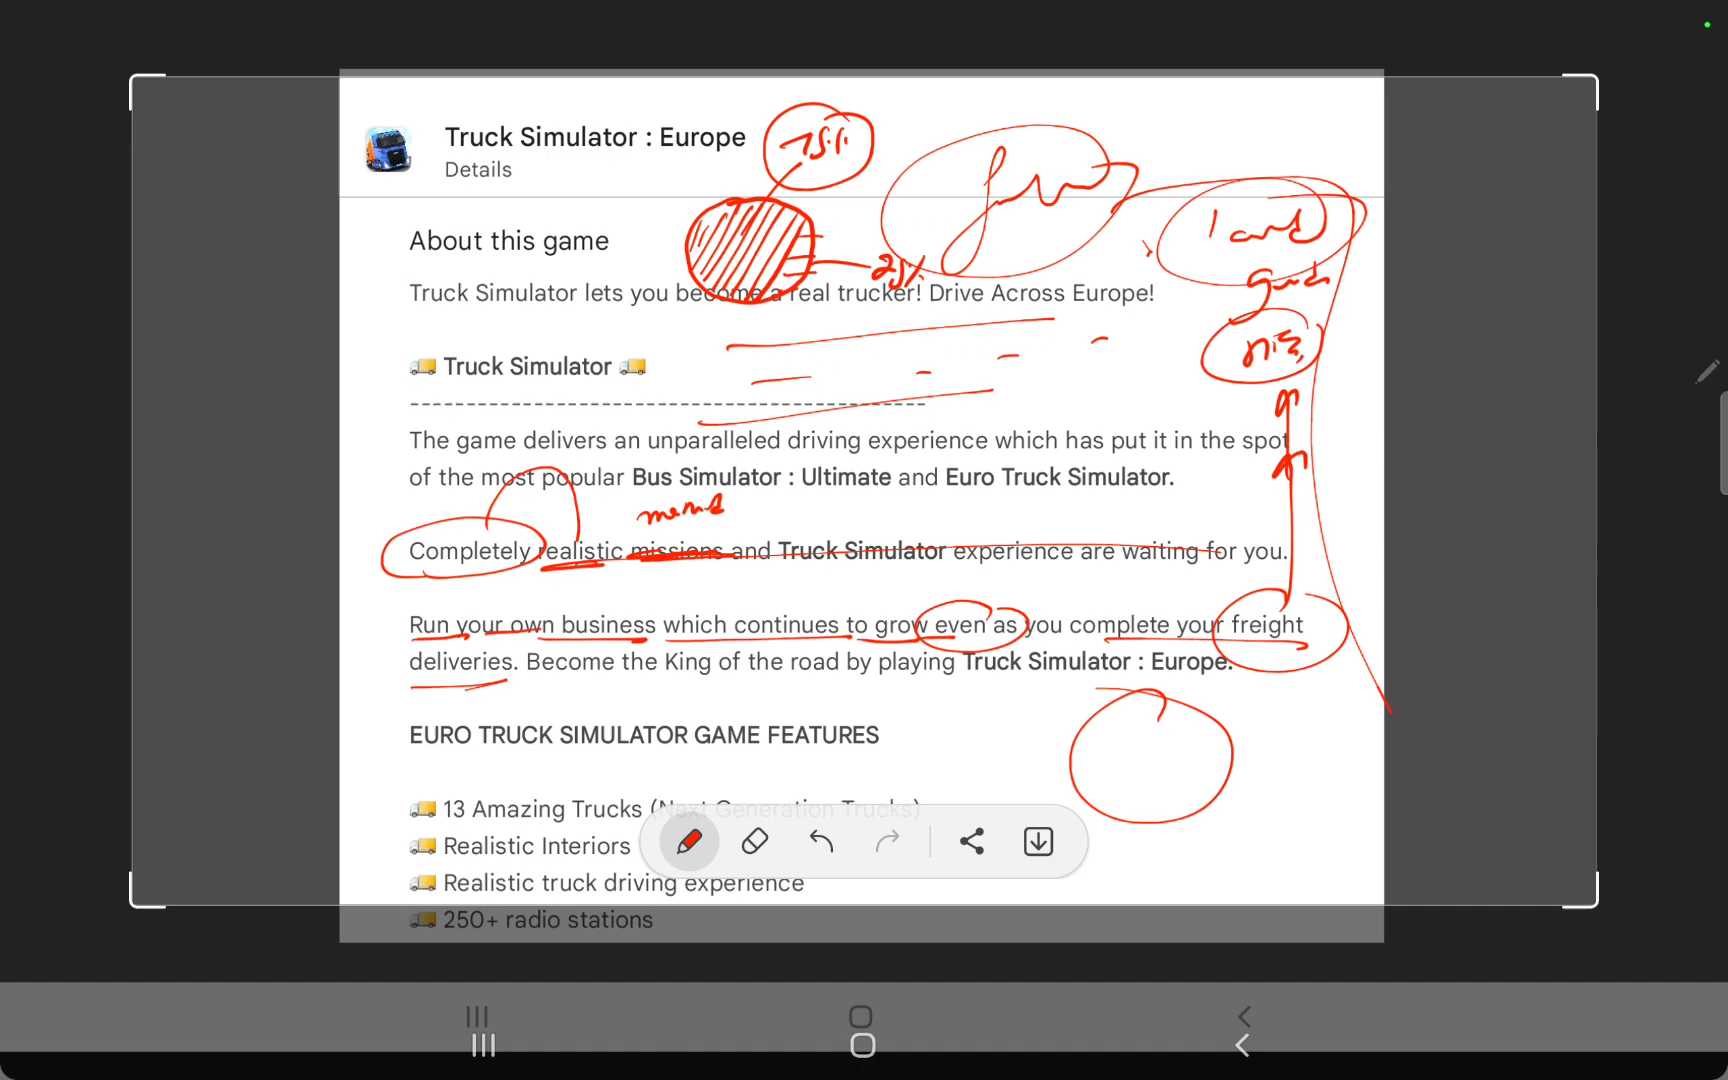 Truck Simulator : Europe
75%
Details
About this game
25%
Truck Simulator lets you become a real trucker! Drive Across Europe!
Truck Simulator
The game delivers an unparalleled driving experience which has put it in the spot
of the most popular Bus Simulator : Ultimate and Euro Truck Simulator.
Completely realistic missions and Truck Simulator experience are waiting for you.
Run your own business which continues to grow even as you complete your freight
deliveries. Become the King of the road by playing Truck Simulator : Europe.
EURO TRUCK SIMULATOR GAME FEATURES
13 Amazing Trucks (Next Generation Trucks)
Realistic Interiors
Realistic truck driving experience
250+ radio stations